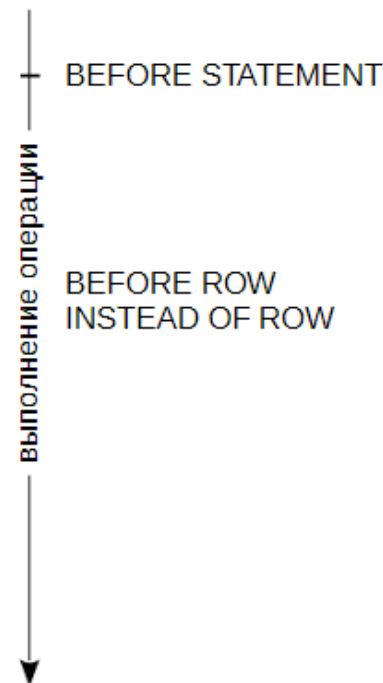 BEFORE STATEMENT
выполнение операции
BEFORE ROW
INSTEAD OF ROW